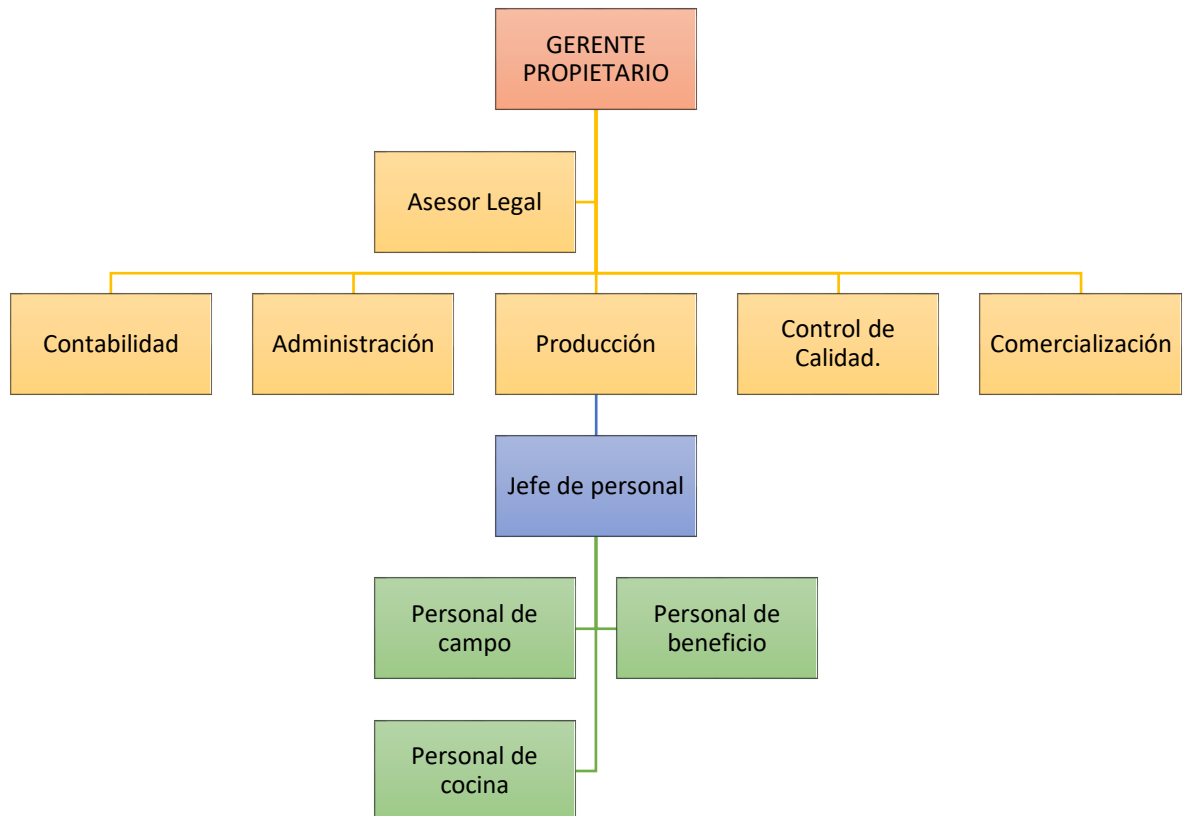 GERENTE
PROPIETARIO
Asesor Legal
Contabilidad
Administración
Producción
Control de
Calidad.
Comercialización
Jefe de personal
Personal de
campo
Personal de
beneficio
Personal de
cocina